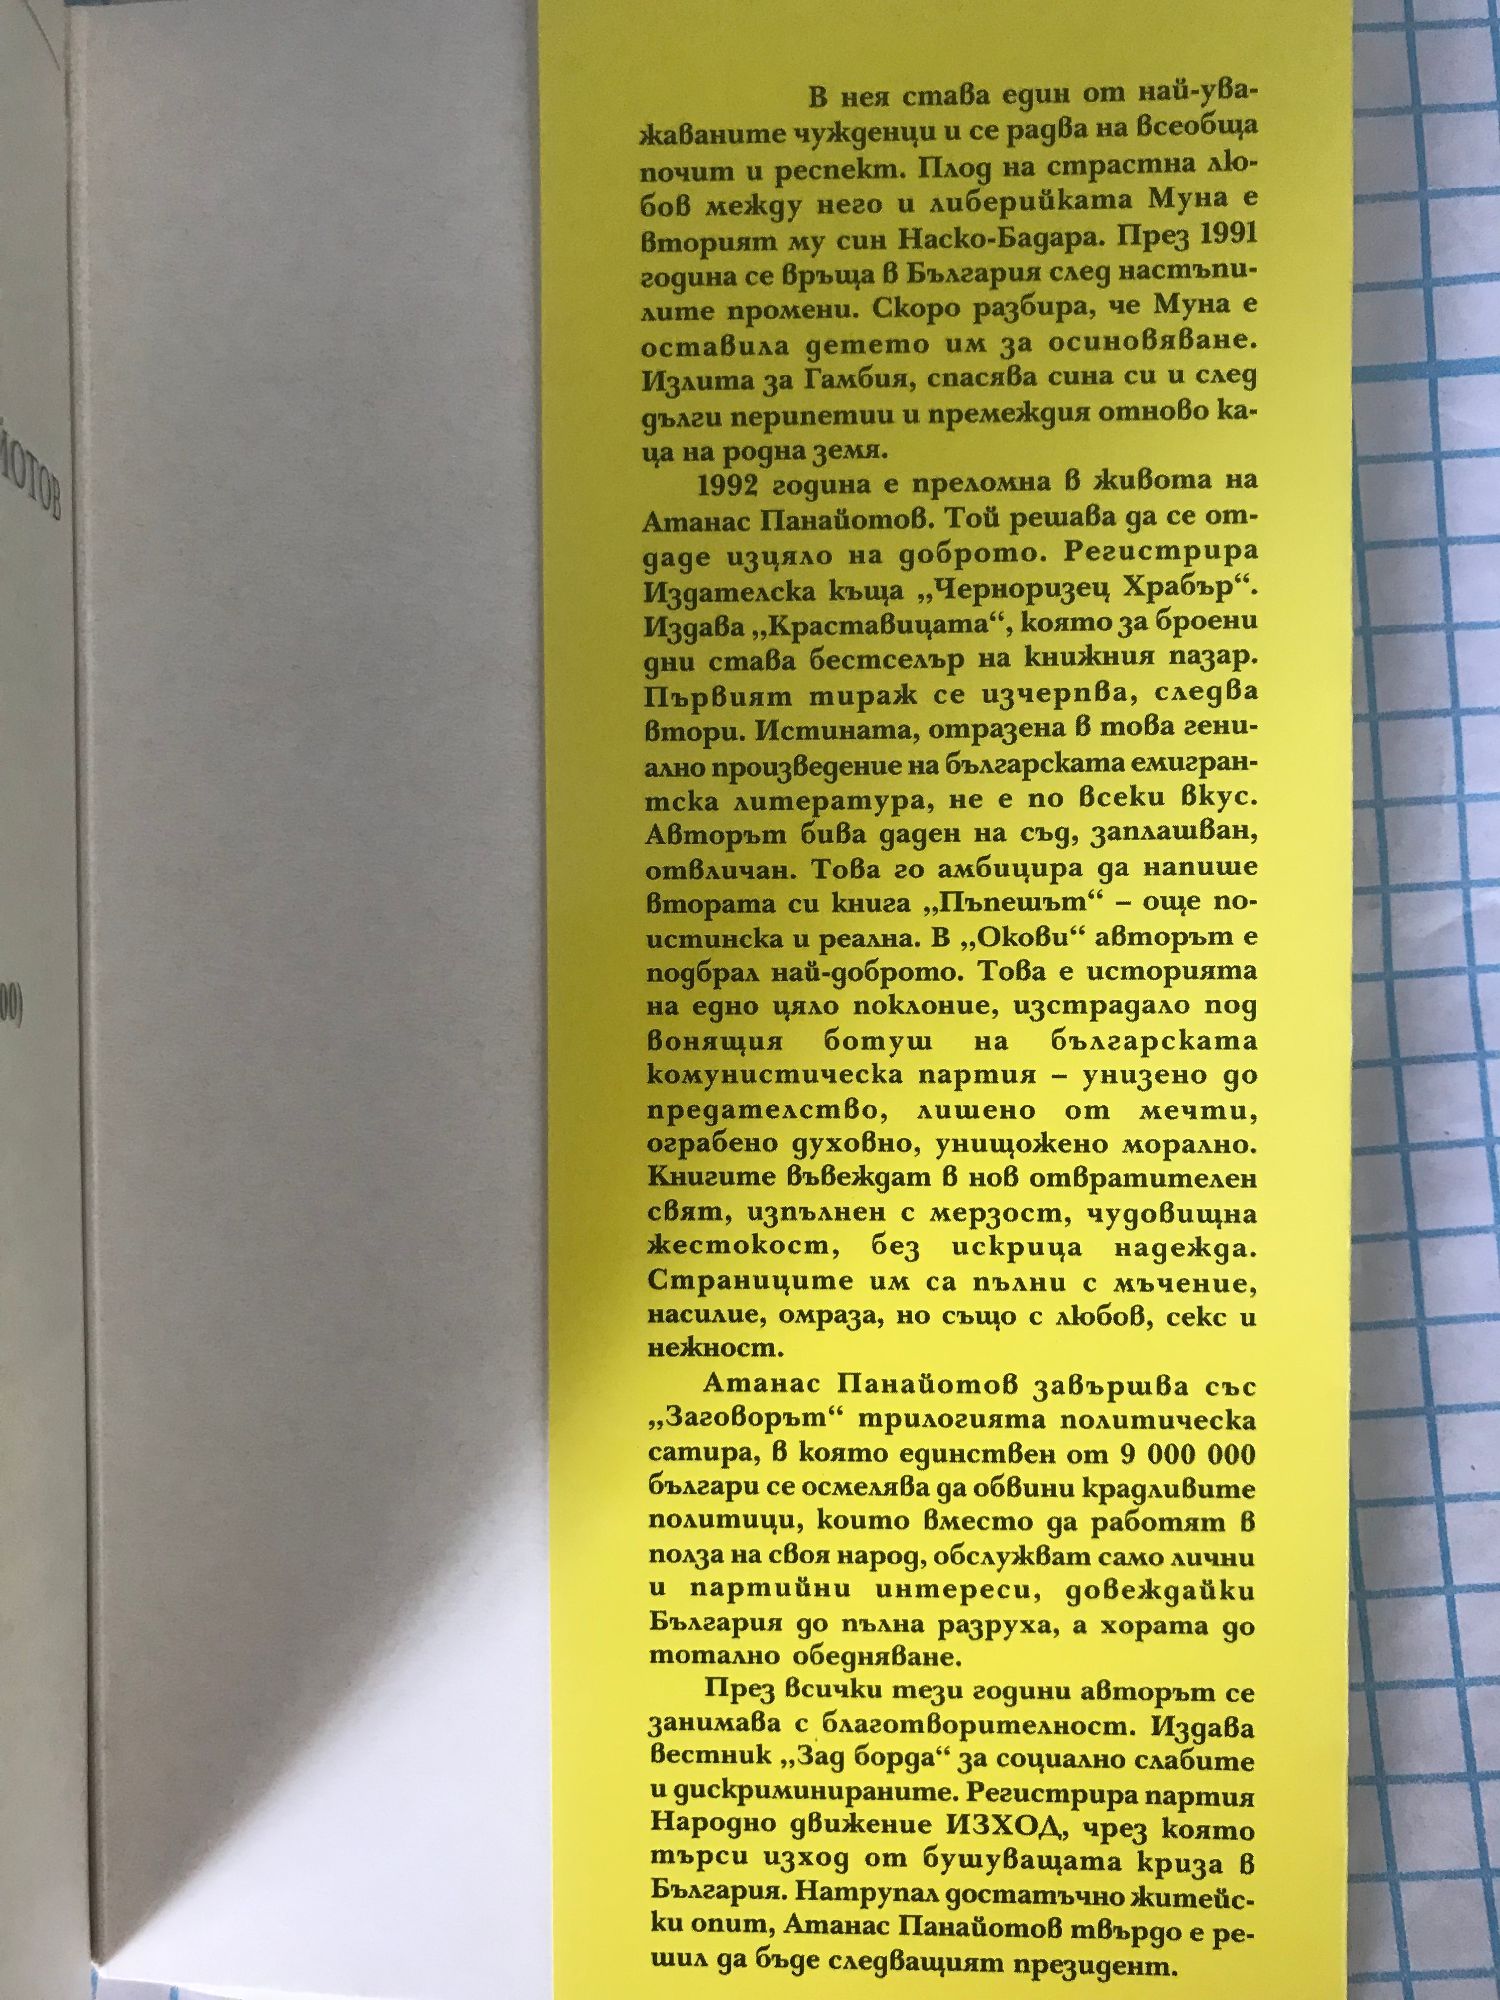 ЙОТОВ
00)
В нея става един от най-ува-
жаваните чужденци и се радва на всеобща
почит и респект. Плод на страстна лю-
бов между него и либерийката Муна е
вторият му син Наско-Бадара. През 1991
година се връща в България след настъпи-
лите промени. Скоро разбира, че Муна е
оставила детето им за осиновяване.
Излита за Гамбия, спасява сина си и след
дълги перипетии и премеждия отново ка-
ца на родна земя.
1992 година е преломна в живота на
Атанас Панайотов. Той решава да се от-
даде изцяло на доброто. Регистрира
Издателска къща „Черноризец Храбър“.
Издава „Краставицата“, която за броени
дни става бестселър на книжния пазар.
Първият тираж се изчерпва, следва
втори. Истината, отразена в това гени-
ално произведение на българската емигран-
тска литература, не е по всеки вкус.
Авторът бива даден на съд, заплашван,
отвличан. Това го амбицира да напише
втората си книга „Пъпешът“ – още по-
истинска и реална. В „Окови“ авторът е
подбрал най-доброто. Това е историята
на едно цяло поклоние, изстрадало под
вонящия ботуш на българската
комунистическа партия – унизено до
предателство, лишено от мечти,
ограбено духовно, унищожено морално.
Книгите въвеждат в нов отвратителен
свят, изпълнен с мерзост, чудовищна
жестокост, без искрица надежда.
Страниците им са пълни с мъчение,
насилие, омраза, но също с любов, секс и
нежност.
Атанас Панайотов завършва със
„Заговорът“ трилогията политическа
сатира, в която единствен от 9 000 000
българи се осмелява да обвини крадливите
политици, които вместо да работят в
полза на своя народ, обслужват само лични
и партийни интереси, довеждайки
България до пълна разруха, а хората до
тотално обедняване.
През всички тези години авторът се
занимава с благотворителност. Издава
вестник „Зад борда“ за социално слабите
и дискриминираните. Регистрира партия
Народно движение ИЗХОД, чрез която
търси изход от бушуващата криза в
България. Натрупал достатъчно житейс-
ки опит, Атанас Панайотов твърдо е ре-
шил да бъде следващият президент.